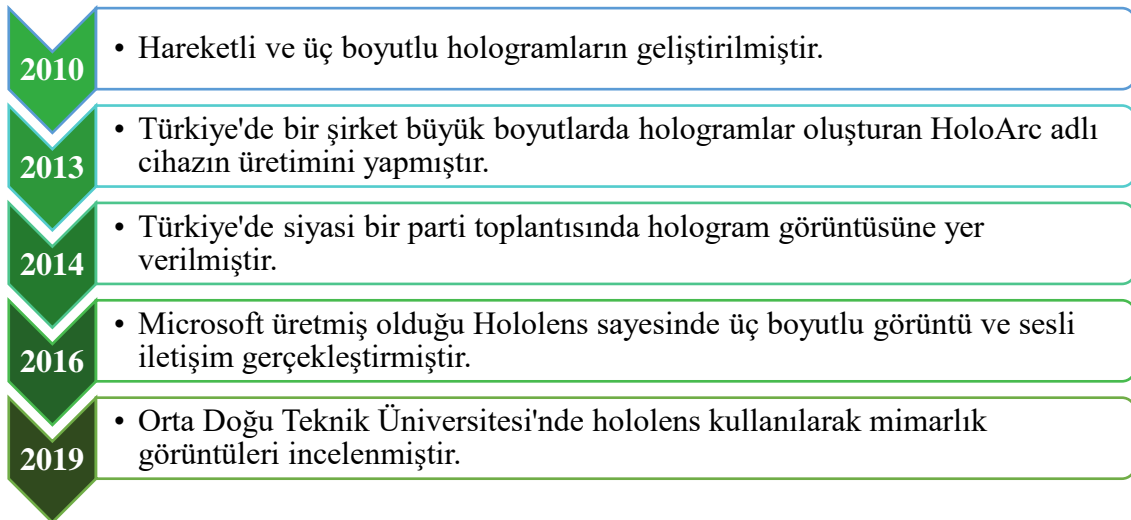 2010
• Hareketli ve üç boyutlu hologramların geliştirilmiştir.
2013
• Türkiye'de bir şirket büyük boyutlarda hologramlar oluşturan HoloArc adlı
cihazın üretimini yapmıştır.
2014
• Türkiye'de siyasi bir parti toplantısında hologram görüntüsüne yer
verilmiştir.
2016
• Microsoft üretmiş olduğu Hololens sayesinde üç boyutlu görüntü ve sesli
iletişim gerçekleştirmiştir.
2019
• Orta Doğu Teknik Üniversitesi'nde hololens kullanılarak mimarlık
görüntüleri incelenmiştir.